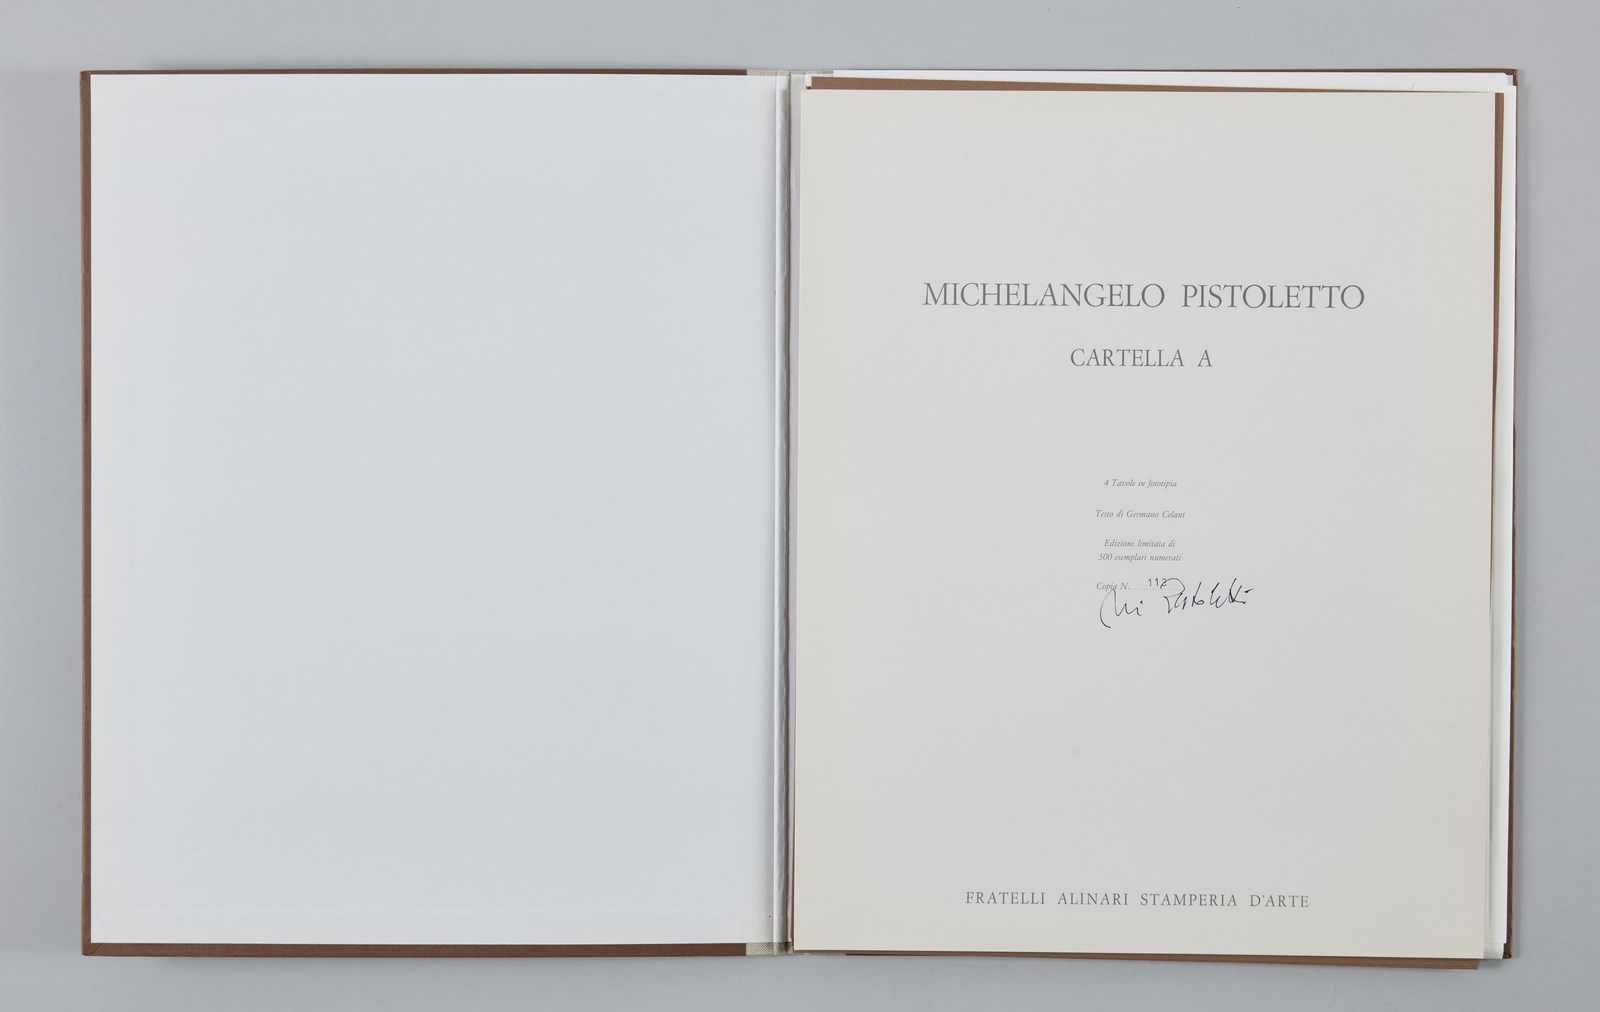 MICHELANGELO PISTOLETTO
CARTELLA A
4 Tavole in fototipia
Testo di Germano Celant
Edizione limitata di
500 esemplari numerati
Copia N.
Pistoletto
FRATELLI ALINARI STAMPERIA D'ARTE